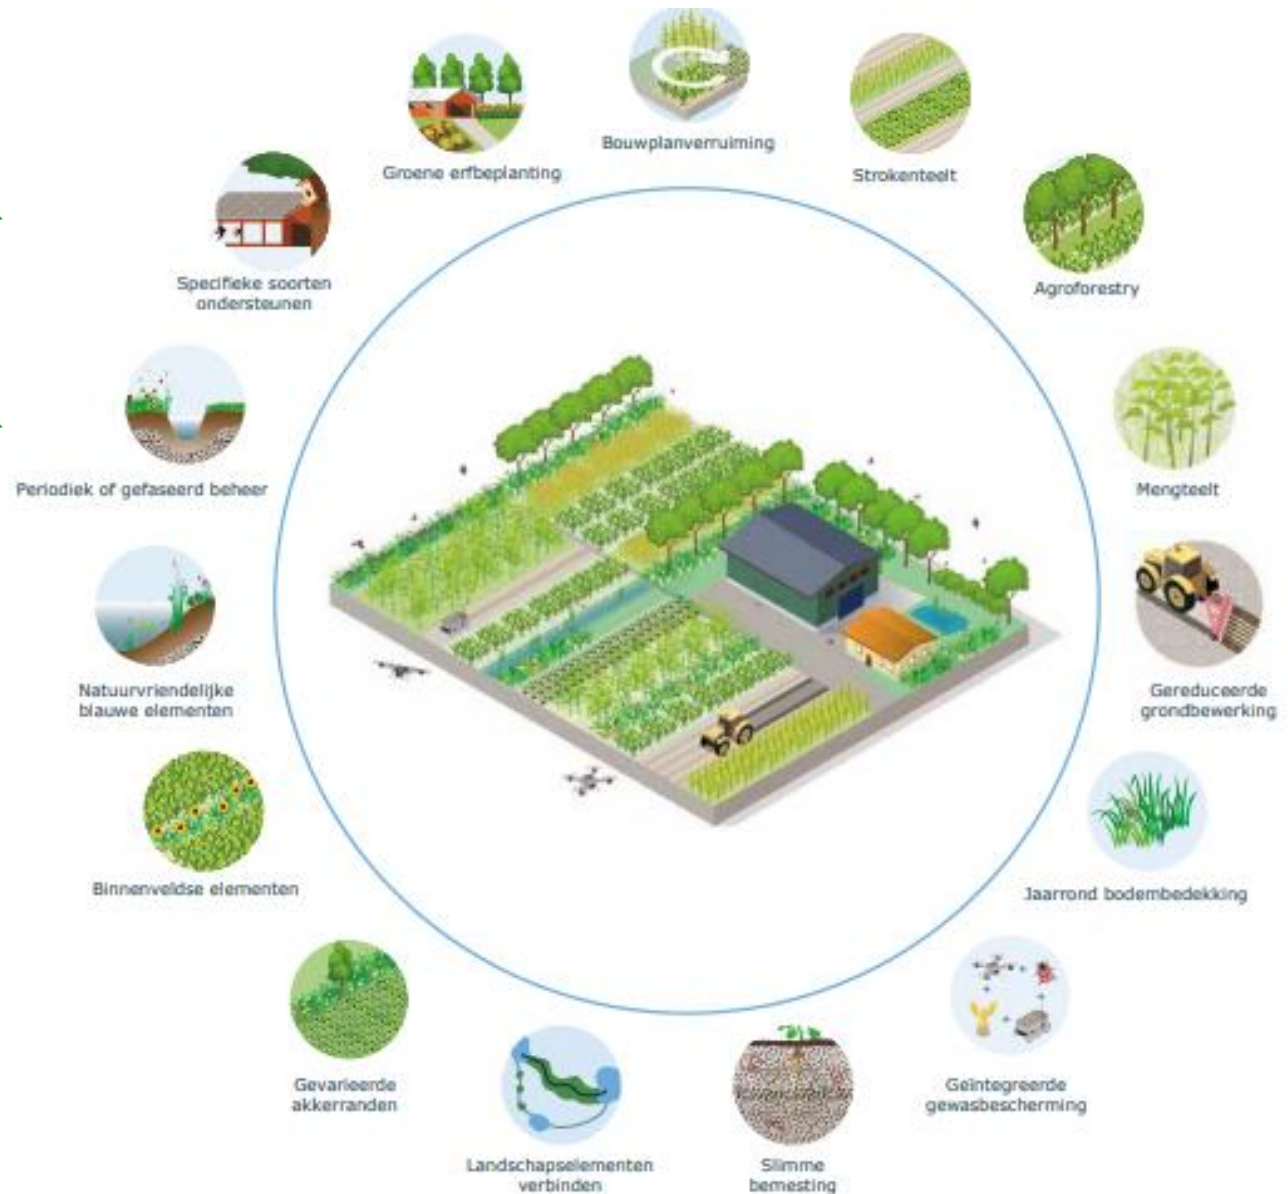 Bouwplanverruiming
Strokenteelt
Agroforestry
Mengteelt
Gereduceerde
grondbewerking
Jaarrond bodembedekking
Geïntegreerde
gewasbescherming
Slimme
bemesting
Landschapselementen
verbinden
Gevarieerde
akkerranden
Binnenveldse elementen
Natuurvriendelijke
blauwe elementen
Periodiek of gefaseerd beheer
Specifieke soorten
ondersteunen
Groene erfbeplanting